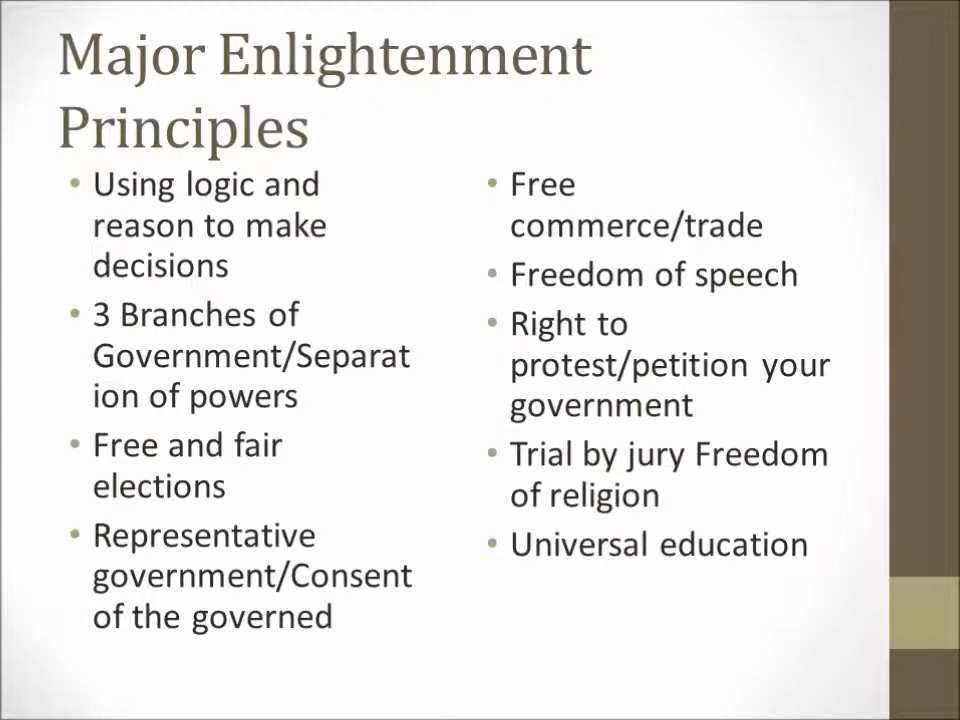 Major Enlightenment
Principles
• Using logic and
reason to make
decisions
• 3 Branches of
Government/Separat
ion of powers
• Free and fair
elections
• Representative
government/Consent
of the governed
• Free
commerce/trade
• Freedom of speech
• Right to
protest/petition your
government
• Trial by jury Freedom
of religion
• Universal education